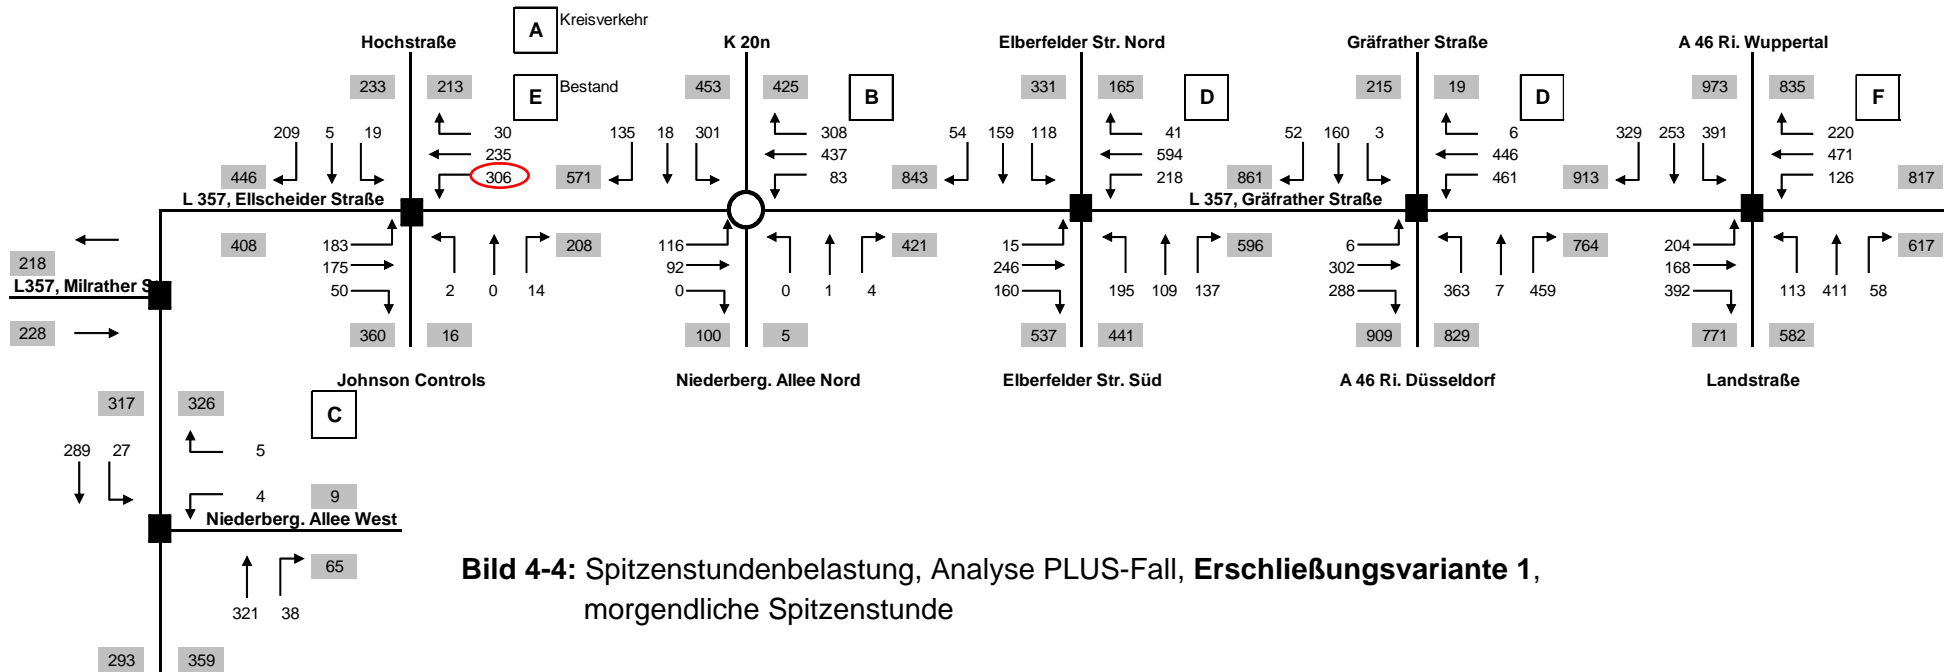 A Kreisverkehr
Hochstraße K 20n Elberfelder Str. Nord Gräfrather Straße A 46 Ri. Wuppertal
233 213 E Bestand 453 425 B 331 165 D 215 19 D 973 835 F
209 5 19 30 135 18 301 308 54 159 118 41 52 160 3 6 329 253 391 220
235 437 594 446 471
446 306 571 83 843 218 861 461 913 126 817
L 357, Ellscheider Straße L 357, Gräfrather Straße
408 183 208 116 421 15 596 6 764 204 617
218 175 92 246 302 168
L357, Milrather S
50 2 0 14 0 0 1 4 160 195 109 137 288 363 7 459 392 113 411 58
228 360 16 100 5 537 441 909 829 771 582
Johnson Controls Niederberg. Allee Nord Elberfelder Str. Süd A 46 Ri. Düsseldorf Landstraße
317 326 C
289 27 5
4 9
Niederberg. Allee West
65
321 38
293 359
Bild 4-4: Spitzenstundenbelastung, Analyse PLUS-Fall, Erschließungsvariante 1,
morgendliche Spitzenstunde